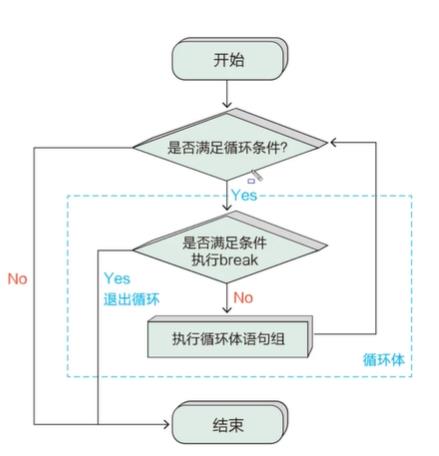 开始
是否满足循环条件?
Yes
是否满足条件
执行break
No
Yes
退出循环
No
执行循环体语句组
循环体
结束